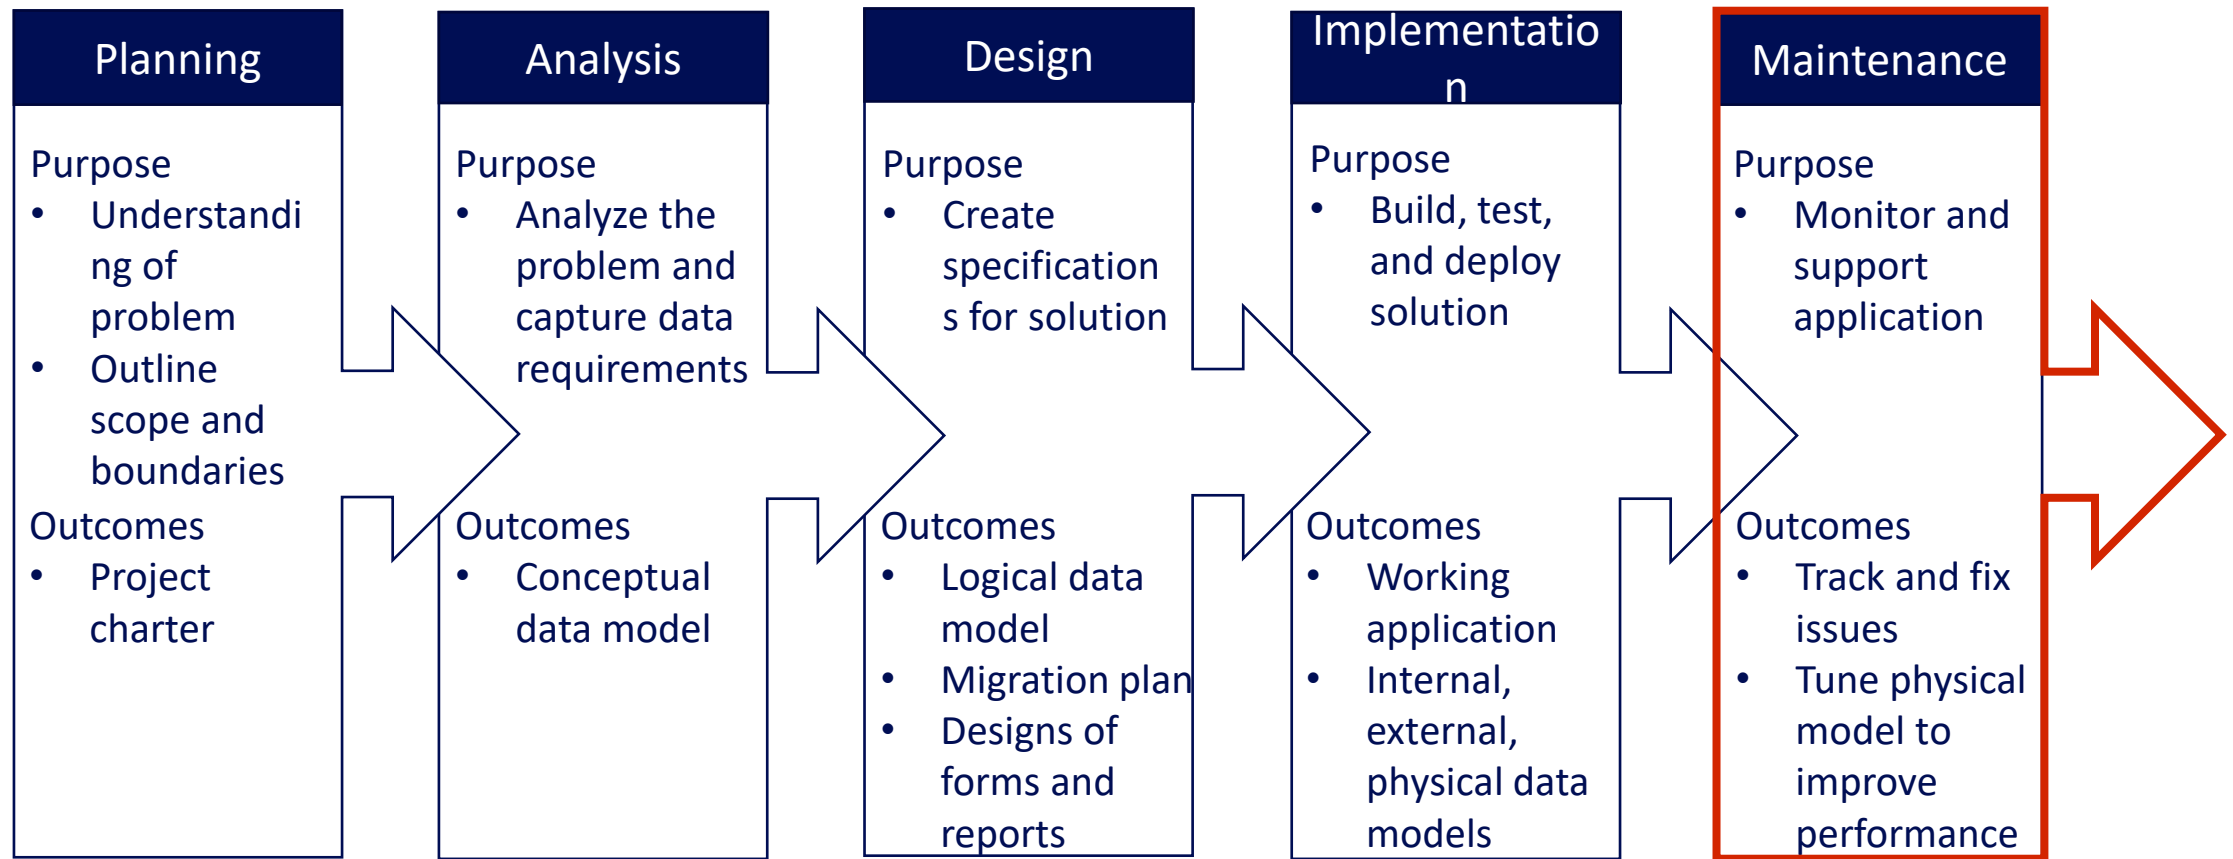 Planning
Purpose
• Understandi
ng of
problem
• Outline
scope and
boundaries
Outcomes
• Project
charter
Analysis
Purpose
• Analyze the
problem and
capture data
requirements
Outcomes
• Conceptual
data model
Design
Purpose
• Create
specification
s for solution
Outcomes
• Logical data
model
• Migration plan
• Designs of
forms and
reports
Implementatio
n
Purpose
• Build, test,
and deploy
solution
Outcomes
• Working
application
• Internal,
external,
physical data
models
Maintenance
Purpose
• Monitor and
support
application
Outcomes
• Track and fix
issues
• Tune physical
model to
improve
performance